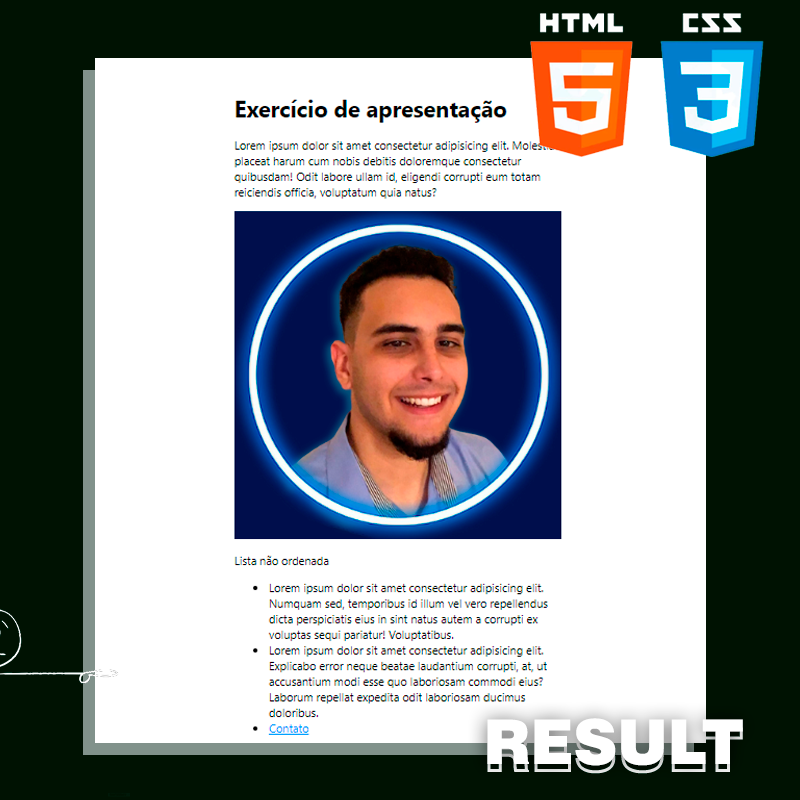 HTML CSS
5 3
Exercício de apresentação
Lorem ipsum dolor sit amet consectetur adipisicing elit.
placeat harum cum nobis debitis doloremque consectetur
quibusdam! Odit labore ullam id, eligendi corrupti eum totam
reiciendis officia, voluptatum quia natus?
Lista não ordenada
Lorem ipsum dolor sit amet consectetur adipisicing elit.
Numquam sed, temporibus id illum vel vero repellendus
dicta perspiciatis eius in sint natus autem a corrupti ex
voluptas sequi pariatur! Voluptatibus.
Lorem ipsum dolor sit amet consectetur adipisicing elit.
Explicabo error neque beatae laudantium corrupti, at, ut
accusantium modi esse quo laboriosam commodi eius?
Laborum repellat expedita odit laboriosam ducimus
doloribus.
Contato
RESULT